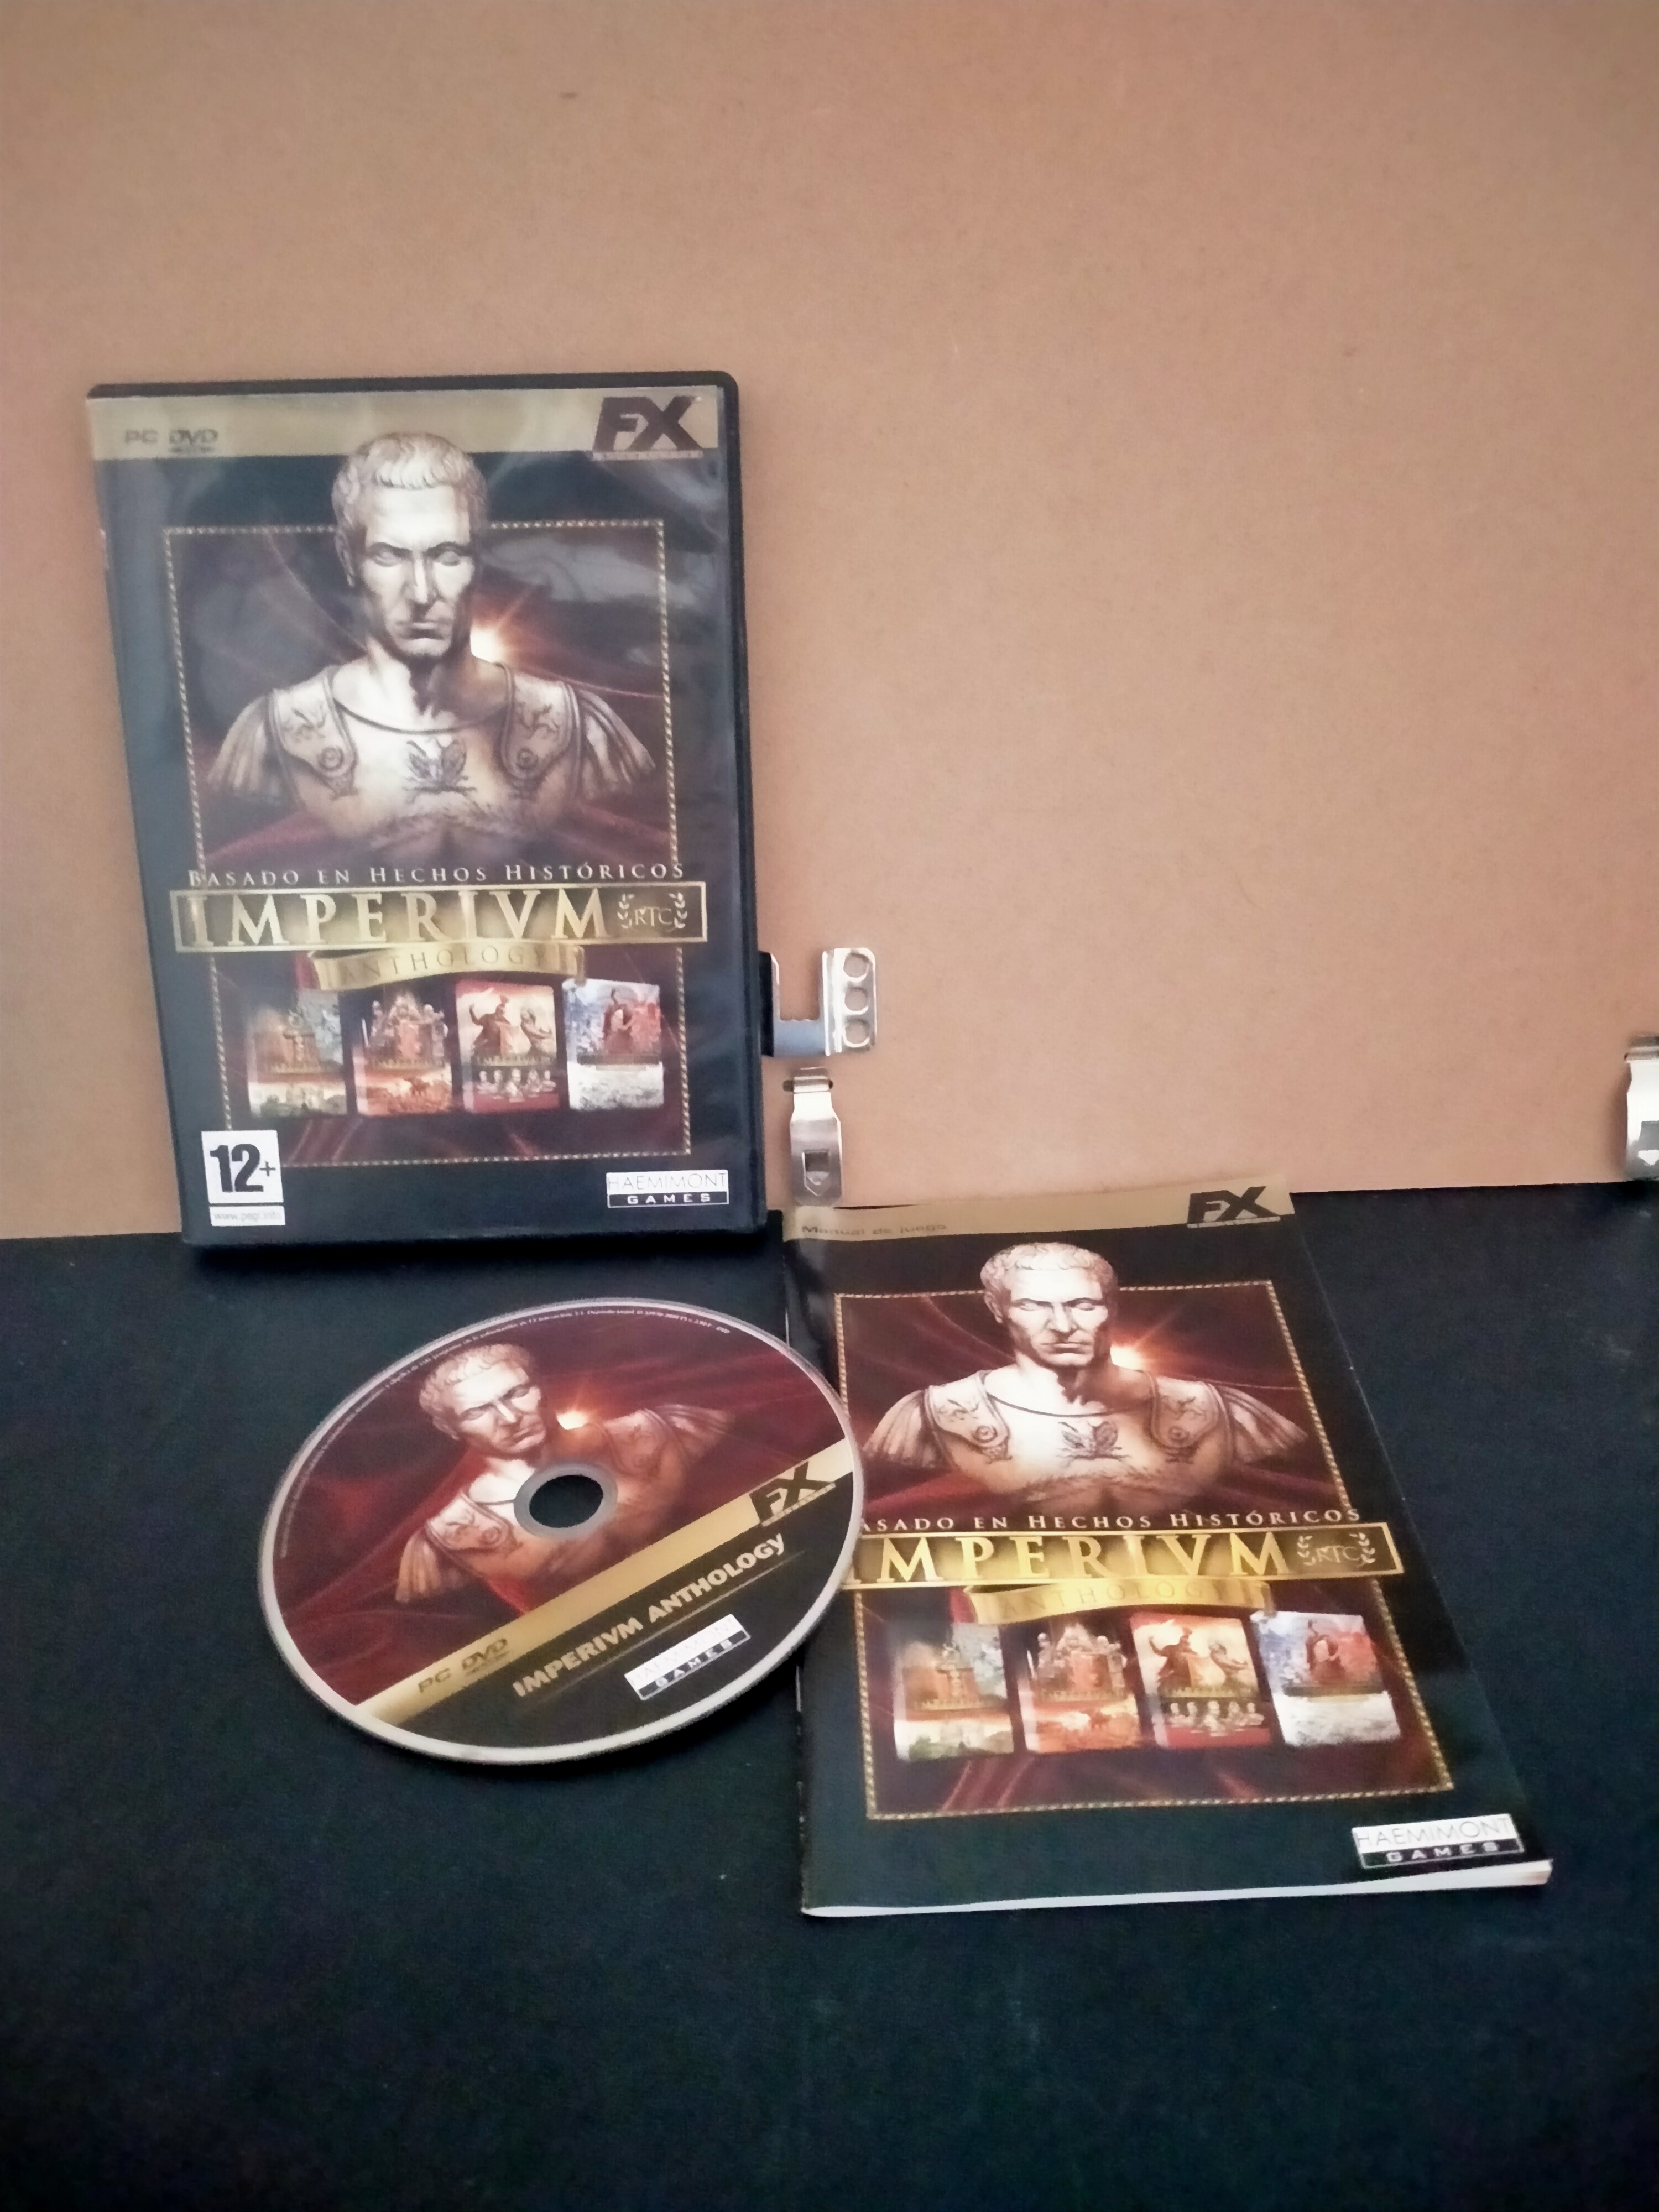 PC DVD
FX
BASADO EN HECHOS HISTÓRICOS
IMPERIVM RTC
ANTHOLOGY
12+
www.pegi.info
HAEMIMONT
GAMES
FX
IMPERIVM ANTHOLOGY
PC DVD
HAEMIMONT
GAMES
Manual de juego
FX
ASADO EN HECHOS HISTÓRICOS
IMPERIVM RTC
ANTHOLOGY
HAEMIMONT
GAMES